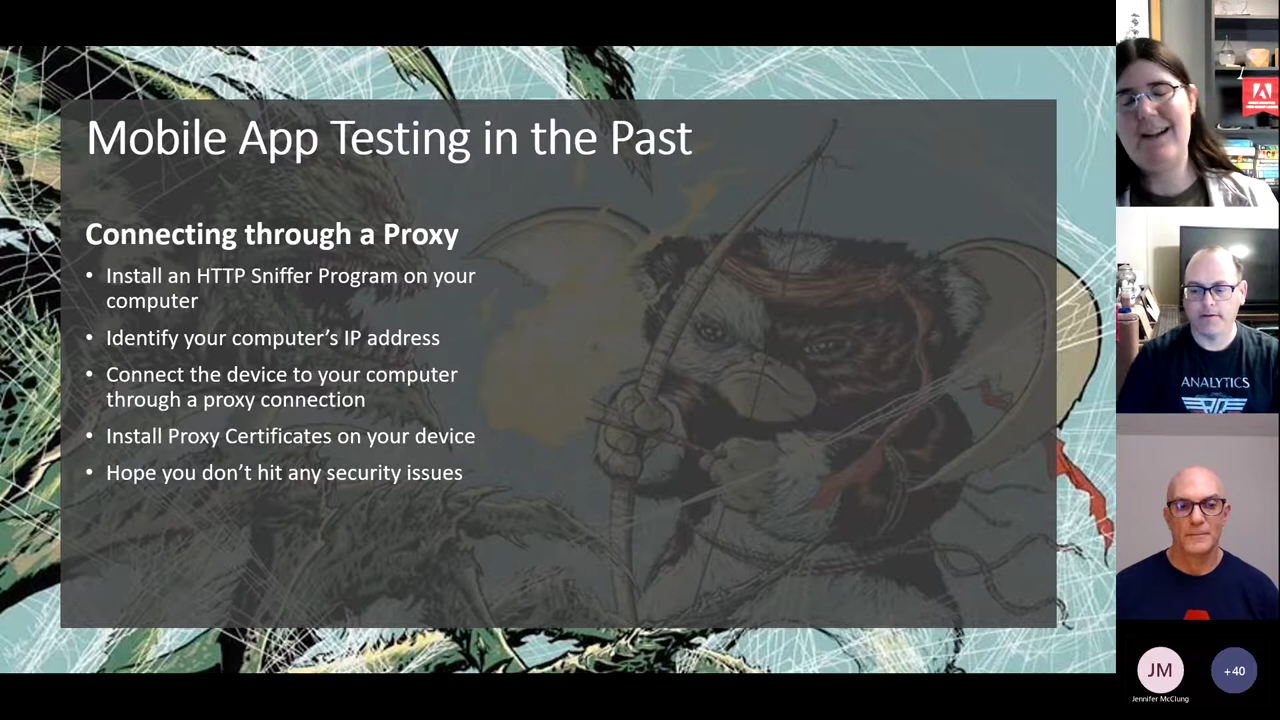 Mobile App Testing in the Past
Connecting through a Proxy
• Install an HTTP Sniffer Program on your
computer
• Identify your computer’s IP address
• Connect the device to your computer
through a proxy connection
• Install Proxy Certificates on your device
• Hope you don’t hit any security issues
ANALYTICS
JM
+40
Jennifer McClung